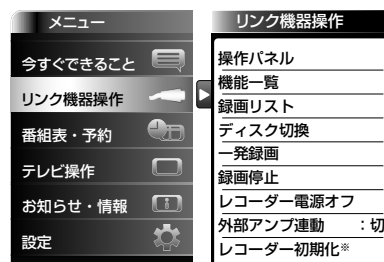 メニュー
今すぐできること
リンク機器操作
番組表・予約
テレビ操作
お知らせ・情報
設定
リンク機器操作
操作パネル
機能一覧
録画リスト
ディスク切換
一発録画
録画停止
レコーダー電源オフ
外部アンプ連動　：切
レコーダー初期化※